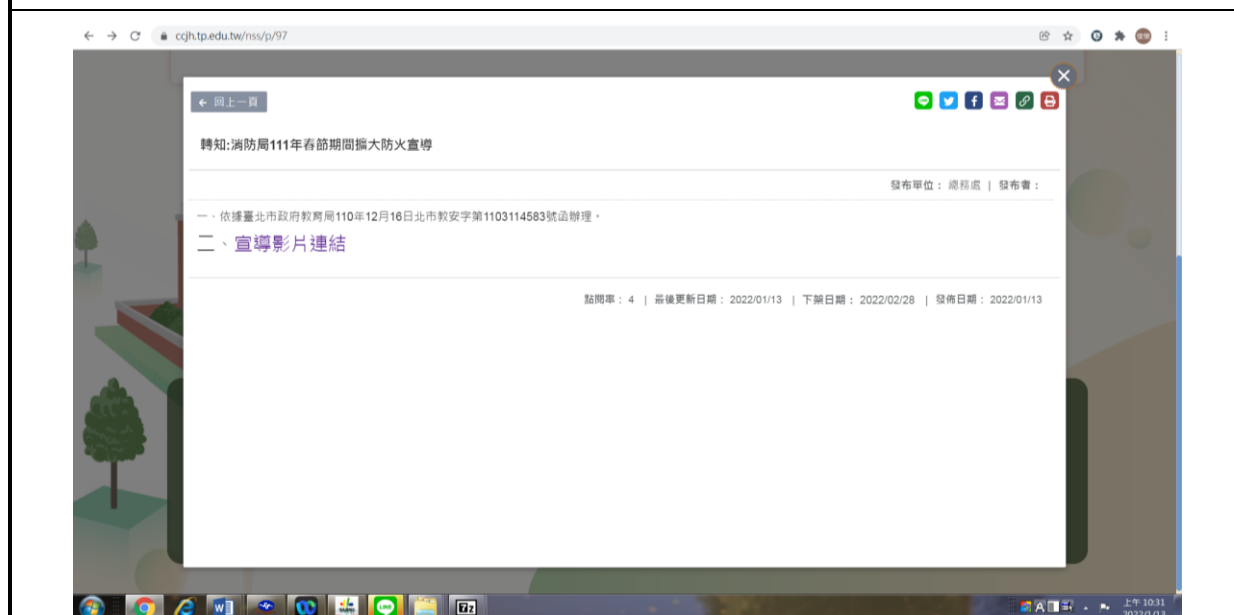 ccjh.tp.edu.tw/nss/p/97
回上一頁
轉知:消防局111年春節期間擴大防火宣導
發布單位： 總務處 | 發布者：
一、依據臺北市政府教育局110年12月16日北市教安字第1103114583號函辦理。
二、宣導影片連結
點閱率： 4 | 最後更新日期： 2022/01/13 | 下架日期： 2022/02/28 | 發佈日期： 2022/01/13
上午 10:31
2022/1/13